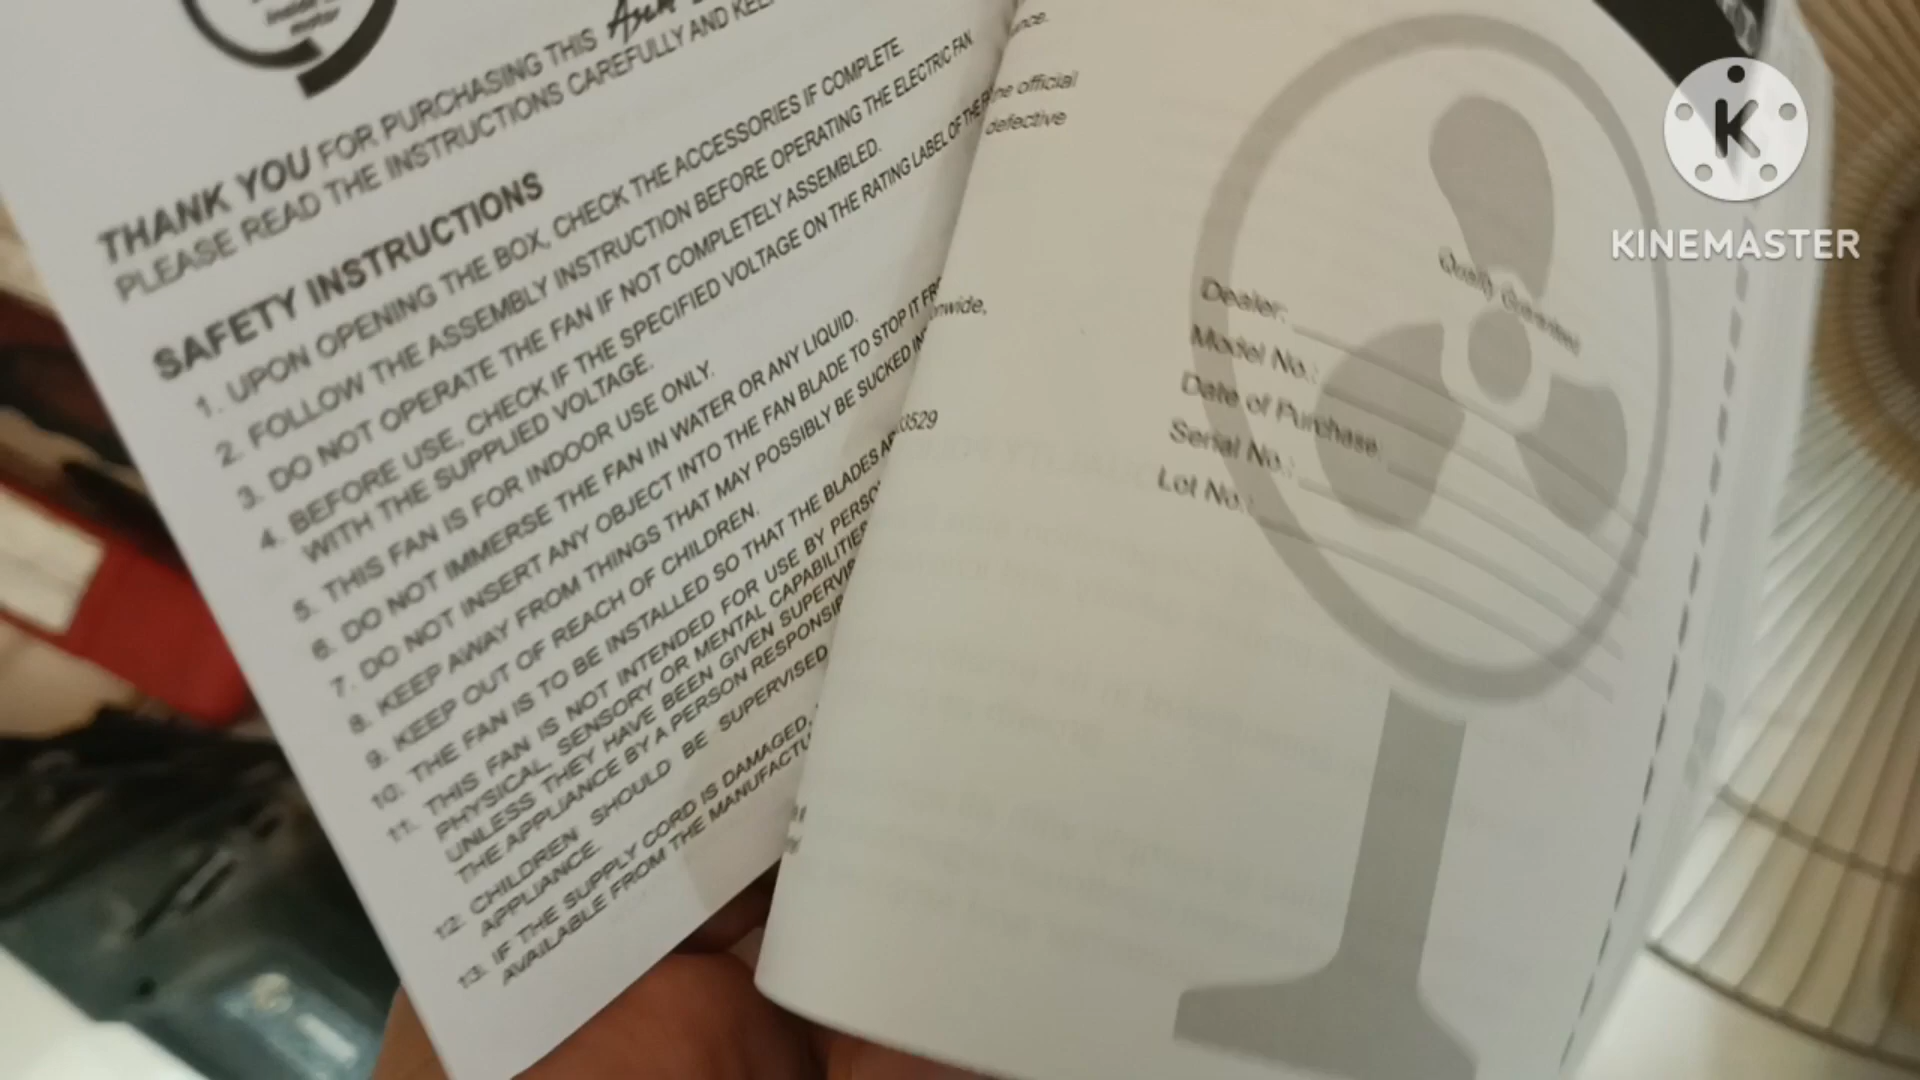 THANK YOU FOR PURCHASING THIS
PLEASE READ THE INSTRUCTIONS CAREFULLY AND
SAFETY INSTRUCTIONS
1. UPON OPENING THE BOX, CHECK THE ACCESSORIES IF COMPLETE.
2. FOLLOW THE ASSEMBLY INSTRUCTION BEFORE OPERATING THE ELECTRIC FAN
3. DO NOT OPERATE THE FAN IF NOT COMPLETELY ASSEMBLED.
4. BEFORE USE, CHECK IF THE SPECIFIED VOLTAGE ON THE RATING LABEL OF THE
WITH THE SUPPLIED VOLTAGE.
5. THIS FAN IS FOR INDOOR USE ONLY.
6. DO NOT IMMERSE THE FAN IN WATER OR ANY LIQUID.
7. DO NOT INSERT ANY OBJECT INTO THE FAN BLADE TO STOP IT
8. KEEP AWAY FROM THINGS THAT MAY POSSIBLY BE SUCKED
9. KEEP OUT OF REACH OF CHILDREN.
10. THE FAN IS TO BE INSTALLED SO THAT THE BLADES
11. THIS FAN IS NOT INTENDED FOR USE BY
PHYSICAL, SENSORY OR MENTAL CAPABILITIES
UNLESS THEY HAVE BEEN GIVEN
THE APPLIANCE BY A PERSON
12. CHILDREN SHOULD BE SUPERVISED
APPLIANCE.
13. IF THE SUPPLY CORD IS DAMAGED,
AVAILABLE FROM THE
official
defective
Quality Guaranteed
Dealer:
Model No.:
Date of Purchase:
Serial No.:
Lot No.:
K
KINEMASTER